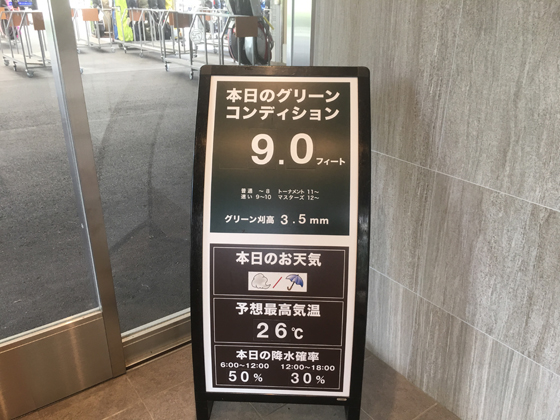 本日のグリーン
コンディション
9.0フィート
普通 ～8 トーナメント 11～
速い 9～10 マスターズ 12～
グリーン刈高 3.5mm
本日のお天気
/
予想最高気温
26℃
本日の降水確率
6:00~12:00 12:00~18:00
50% 30%